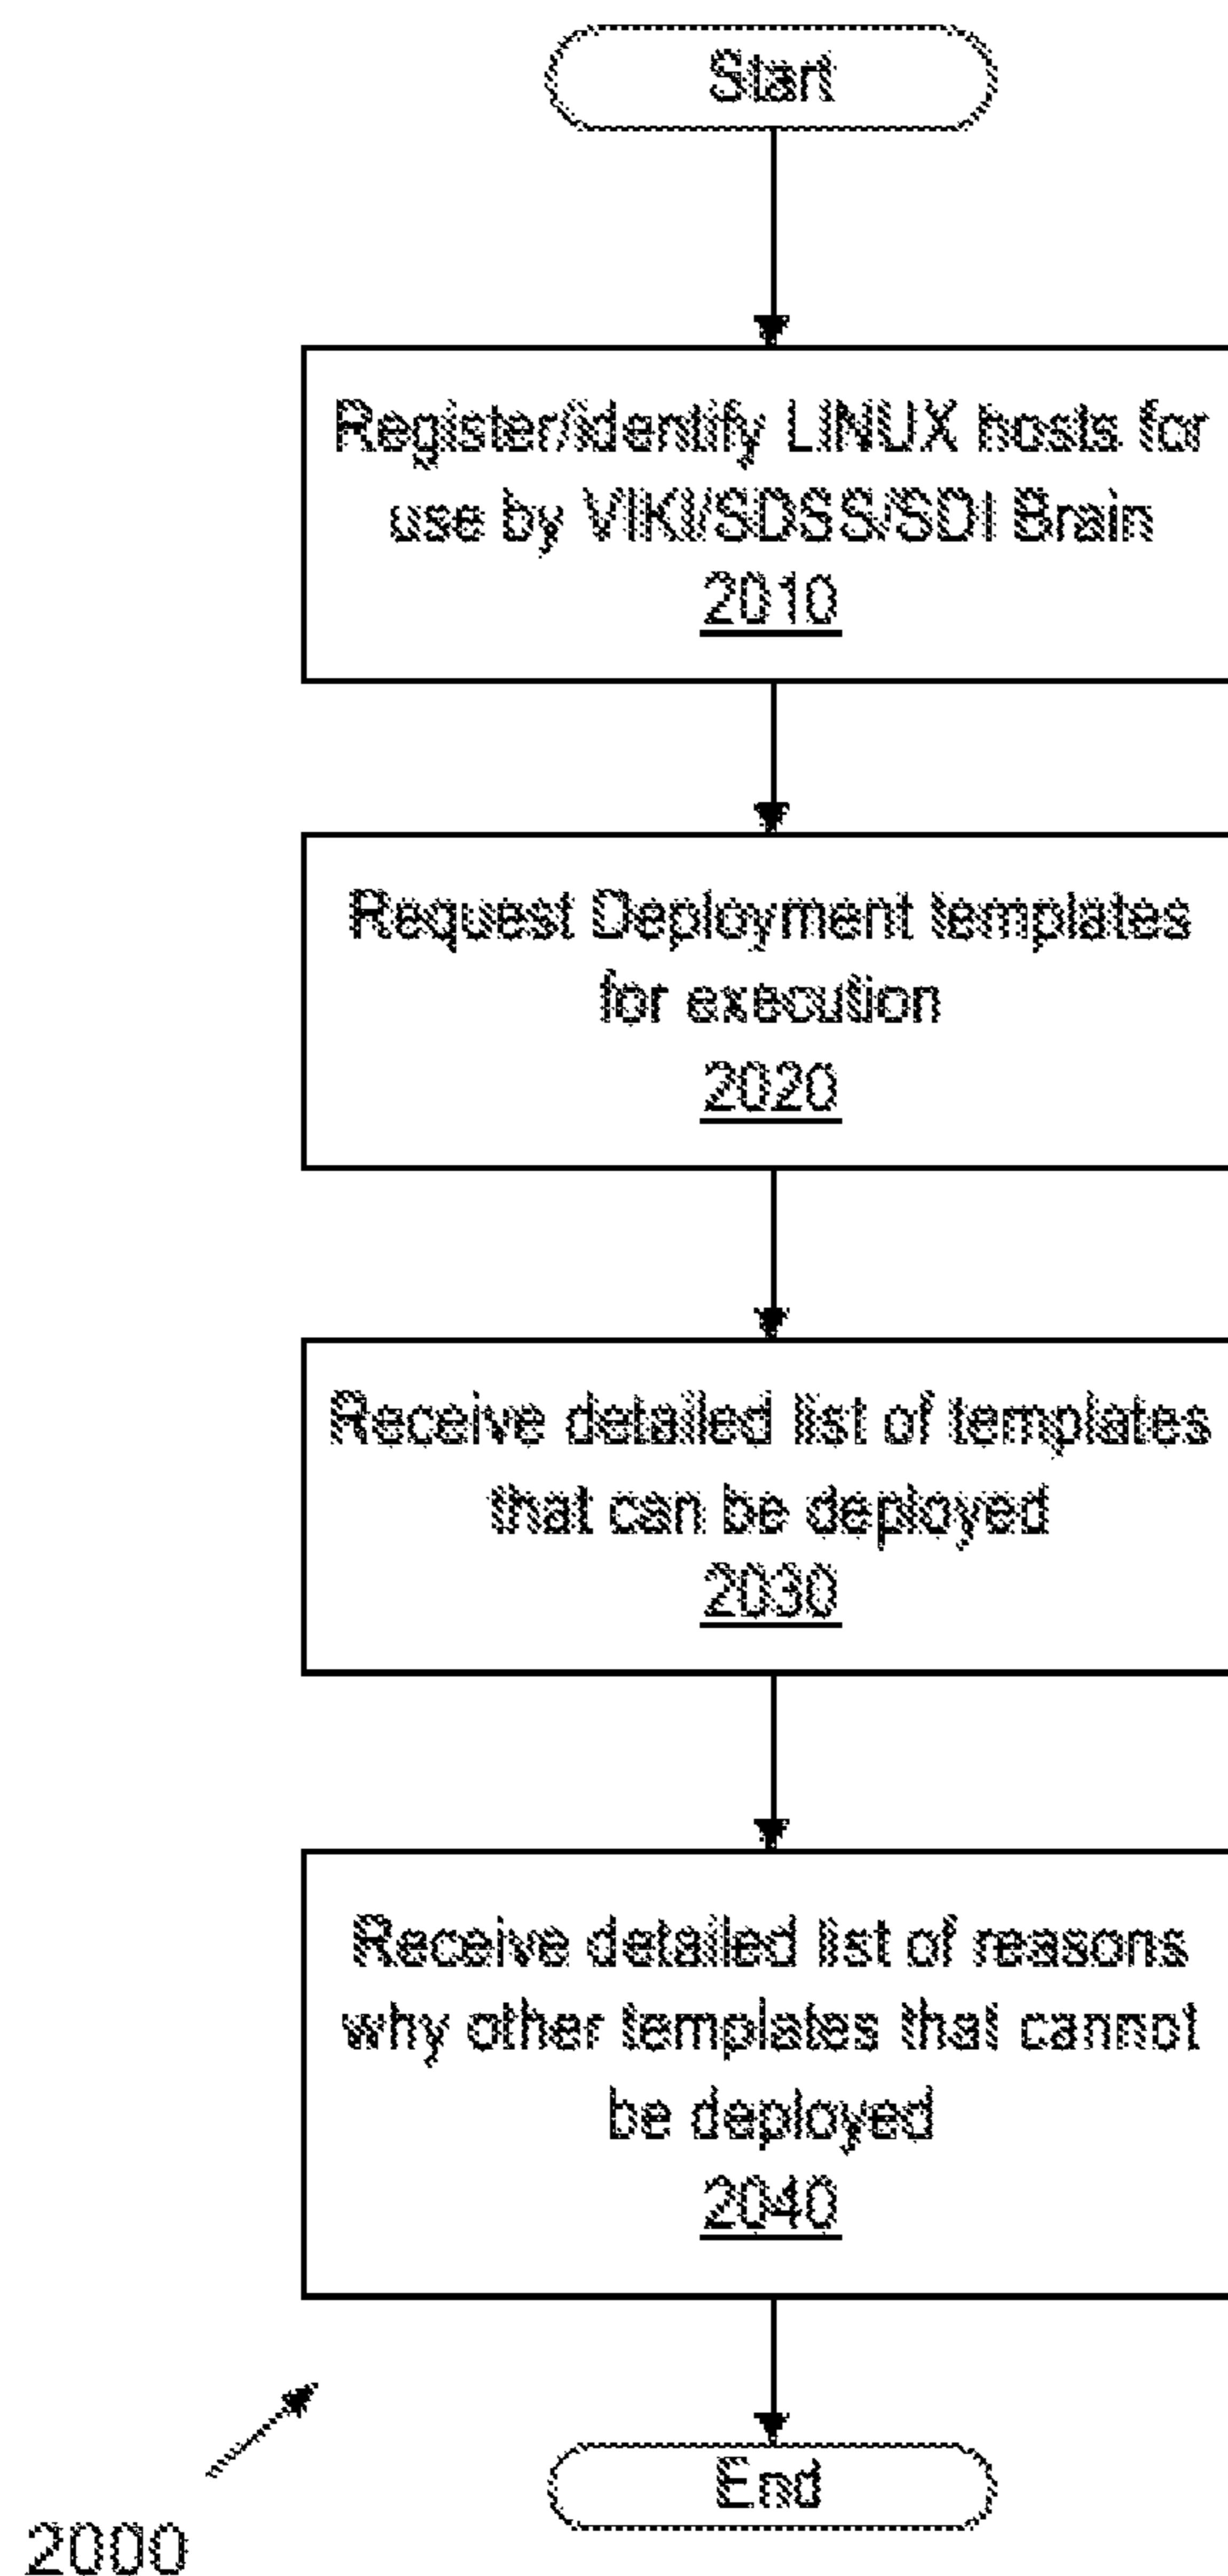 Start
Register/identify LINUX hosts for
use by VIKI/SDSS/SDI Brain
2010
Request Deployment templates
for execution
2020
Receive detailed list of templates
that can be deployed
2030
Receive detailed list of reasons
why other templates that cannot
be deployed
2040
End
2000